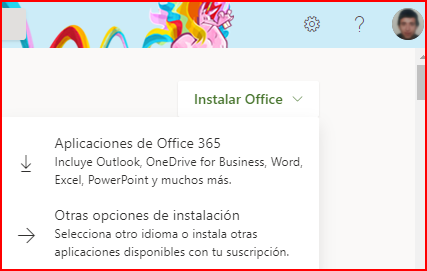 ?
Instalar Office
Aplicaciones de Office 365
Incluye Outlook, OneDrive for Business, Word,
Excel, PowerPoint y muchos más.
Otras opciones de instalación
Selecciona otro idioma o instala otras
aplicaciones disponibles con tu suscripción.